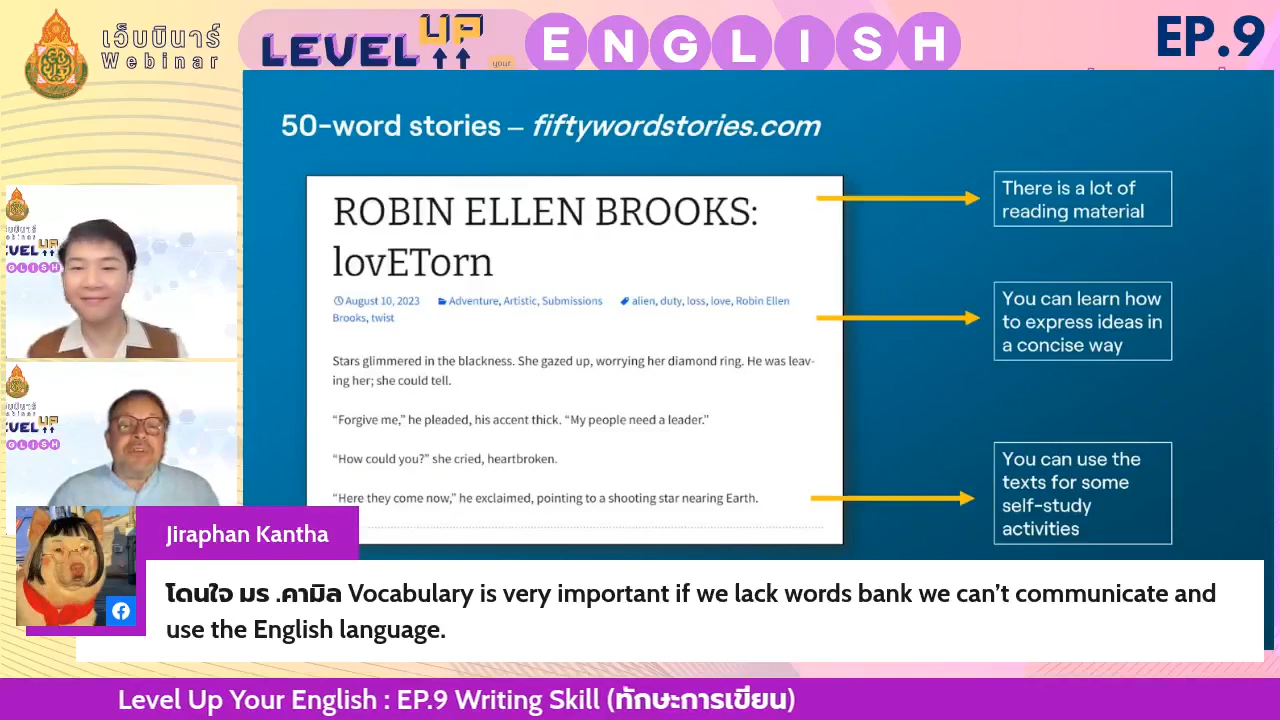 เว็บบินาร์
Webinar
LEVEL UP
your
ENGLISH
EP.9
50-word stories – fiftywordstories.com
ROBIN ELLEN BROOKS:
lovETorn
August 10, 2023 Adventure, Artistic, Submissions alien, duty, loss, love, Robin Ellen
Brooks, twist
Stars glimmered in the blackness. She gazed up, worrying her diamond ring. He was leav-
ing her; she could tell.
“Forgive me,” he pleaded, his accent thick. “My people need a leader.”
“How could you?” she cried, heartbroken.
“Here they come now,” he exclaimed, pointing to a shooting star nearing Earth.
There is a lot of
reading material
You can learn how
to express ideas in
a concise way
You can use the
texts for some
self-study
activities
Jiraphan Kantha
โดนใจ มร .คามิล Vocabulary is very important if we lack words bank we can’t communicate and
use the English language.
Level Up Your English : EP.9 Writing Skill (ทักษะการเขียน)